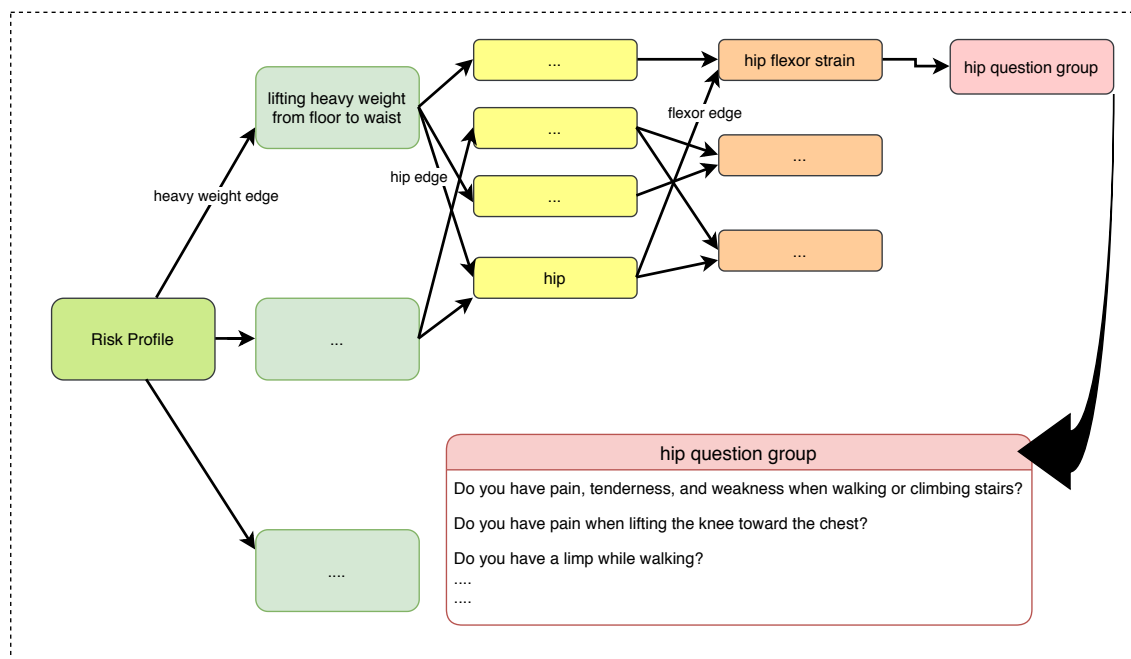 ...
hip flexor strain
hip question group
lifting heavy weight
from floor to waist
flexor edge
...
...
hip edge
...
heavy weight edge
...
hip
Risk Profile
...
hip question group
Do you have pain, tenderness, and weakness when walking or climbing stairs?
Do you have pain when lifting the knee toward the chest?
Do you have a limp while walking?
....
....
....